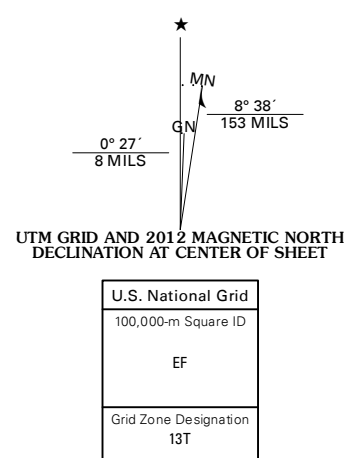 ★
MN
GN
8° 38´
153 MILS
0° 27´
8 MILS
UTM GRID AND 2012 MAGNETIC NORTH
DECLINATION AT CENTER OF SHEET
U.S. National Grid
100,000-m Square ID
EF
Grid Zone Designation
13T